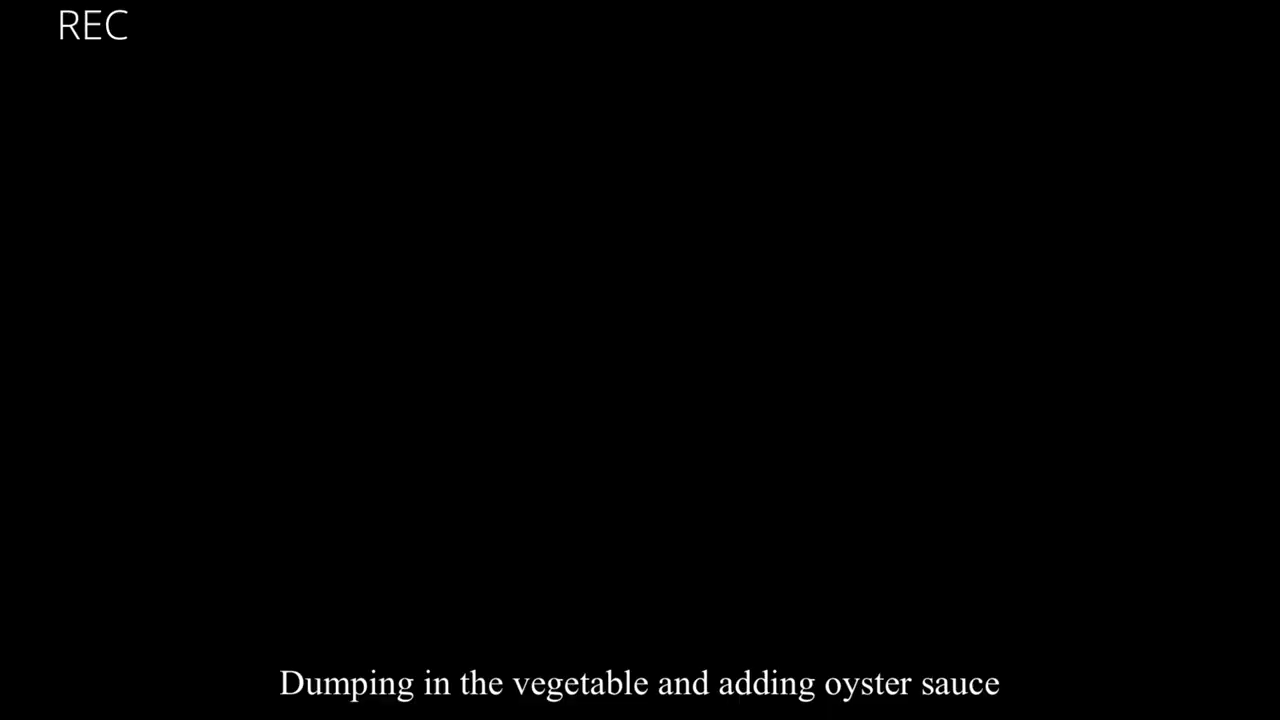 REC
Dumping in the vegetable and adding oyster sauce